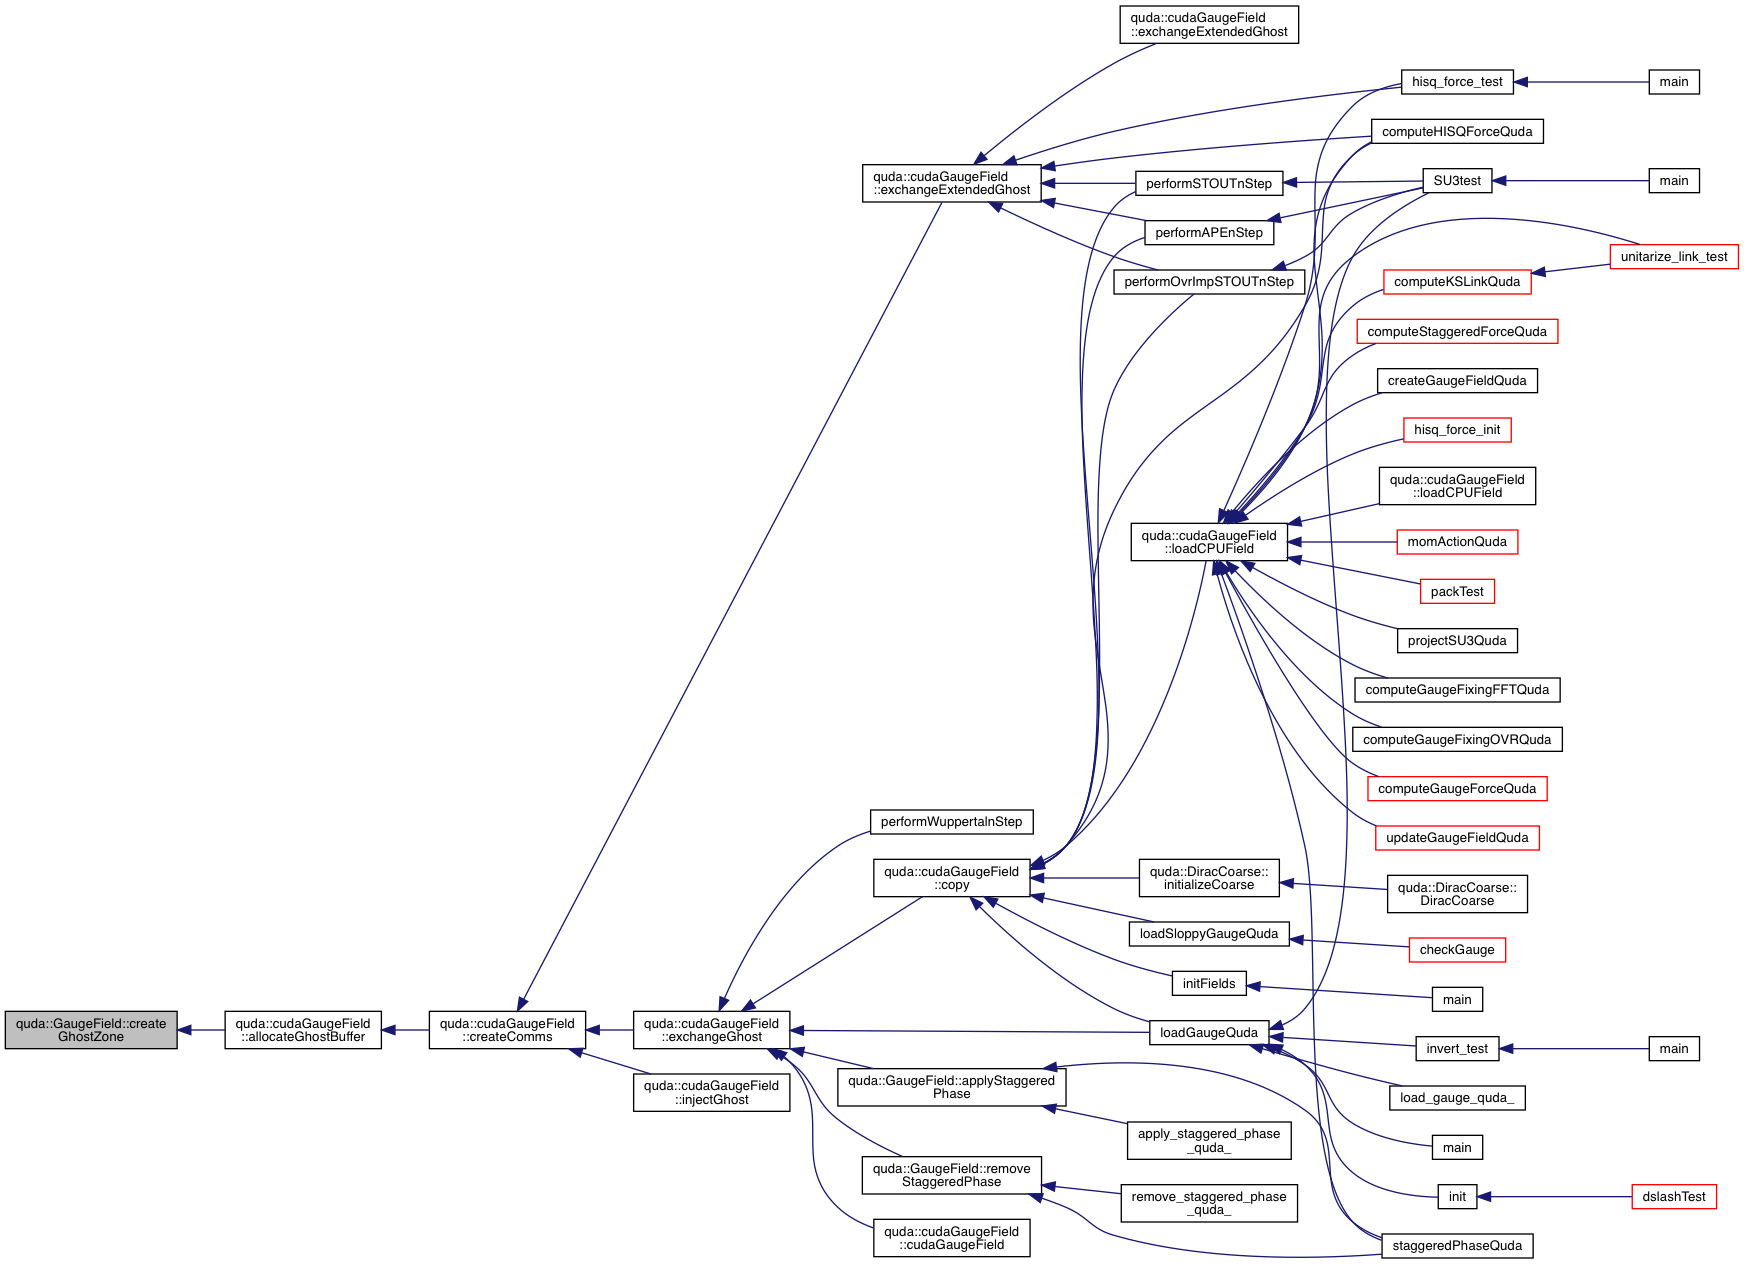 quda::cudaGaugeField
::exchangeExtendedGhost
hisq_force_test
main
computeHISQForceQuda
quda::cudaGaugeField
::exchangeExtendedGhost
performSTOUTnStep
SU3test
main
performAPEnStep
unitarize_link_test
performOvrImpSTOUTnStep
computeKSLinkQuda
computeStaggeredForceQuda
createGaugeFieldQuda
hisq_force_init
quda::cudaGaugeField
::loadCPUField
quda::cudaGaugeField
::loadCPUField
momActionQuda
packTest
projectSU3Quda
computeGaugeFixingFFTQuda
computeGaugeFixingOVRQuda
computeGaugeForceQuda
performWuppertalnStep
updateGaugeFieldQuda
quda::cudaGaugeField
::copy
quda::DiracCoarse::
initializeCoarse
quda::DiracCoarse::
DiracCoarse
loadSloppyGaugeQuda
checkGauge
initFields
main
quda::GaugeField::create
GhostZone
quda::cudaGaugeField
::allocateGhostBuffer
quda::cudaGaugeField
::createComms
quda::cudaGaugeField
::exchangeGhost
loadGaugeQuda
invert_test
main
quda::cudaGaugeField
::injectGhost
quda::GaugeField::applyStaggered
Phase
load_gauge_quda_
apply_staggered_phase
_quda_
main
quda::GaugeField::remove
StaggeredPhase
remove_staggered_phase
_quda_
init
dslashTest
quda::cudaGaugeField
::cudaGaugeField
staggeredPhaseQuda